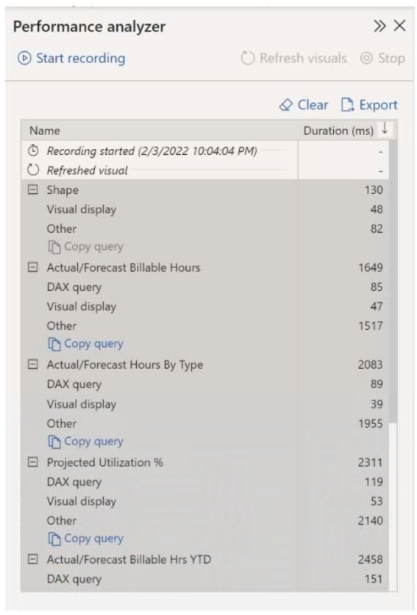 Performance analyzer
Start recording Refresh visuals Stop
Clear Export
Name Duration (ms)
Recording started (2/3/2022 10:04:04 PM) -
Refreshed visual -
Shape 130
Visual display 48
Other 82
Copy query
Actual/Forecast Billable Hours 1649
DAX query 85
Visual display 47
Other 1517
Copy query
Actual/Forecast Hours By Type 2083
DAX query 89
Visual display 39
Other 1955
Copy query
Projected Utilization % 2311
DAX query 119
Visual display 53
Other 2140
Copy query
Actual/Forecast Billable Hrs YTD 2458
DAX query 151